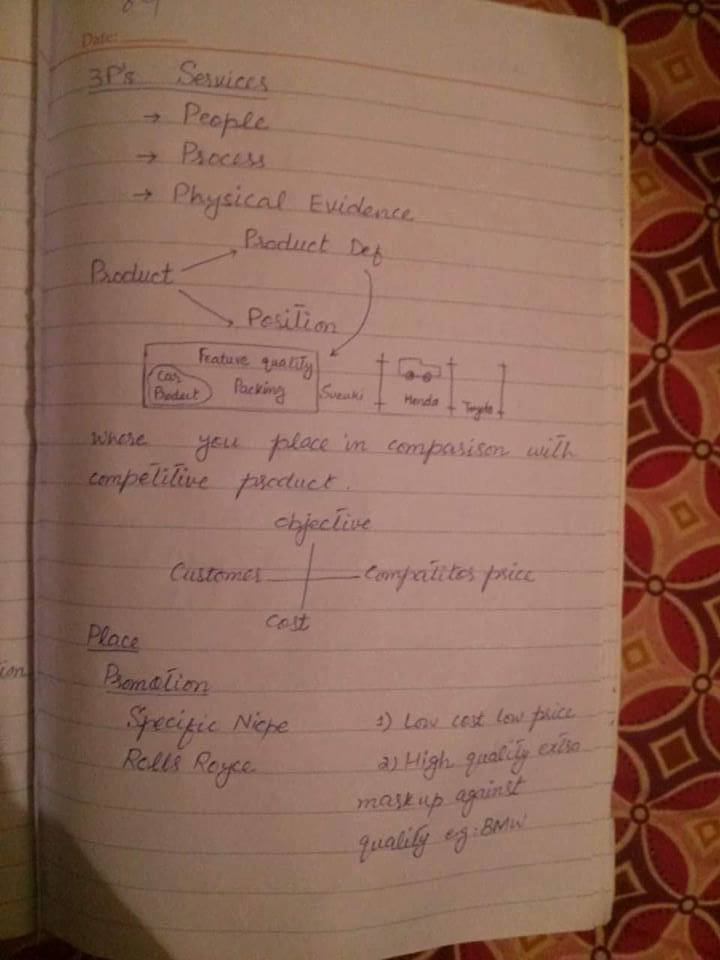 Date:
3P's Services
→ People
→ Process
→ Physical Evidence
Product Def
Product
Position
Feature quality
Car
Product
Packing
Suzuki
Honda
Toyota
where you place in comparison with
competitive product.
objective
Customer
Compatitor price
Cost
Place
Promotion
Specific Niche
Rolls Royce
1) Low cost low price
2) High quality extra
markup against
quality eg: BMW
ion